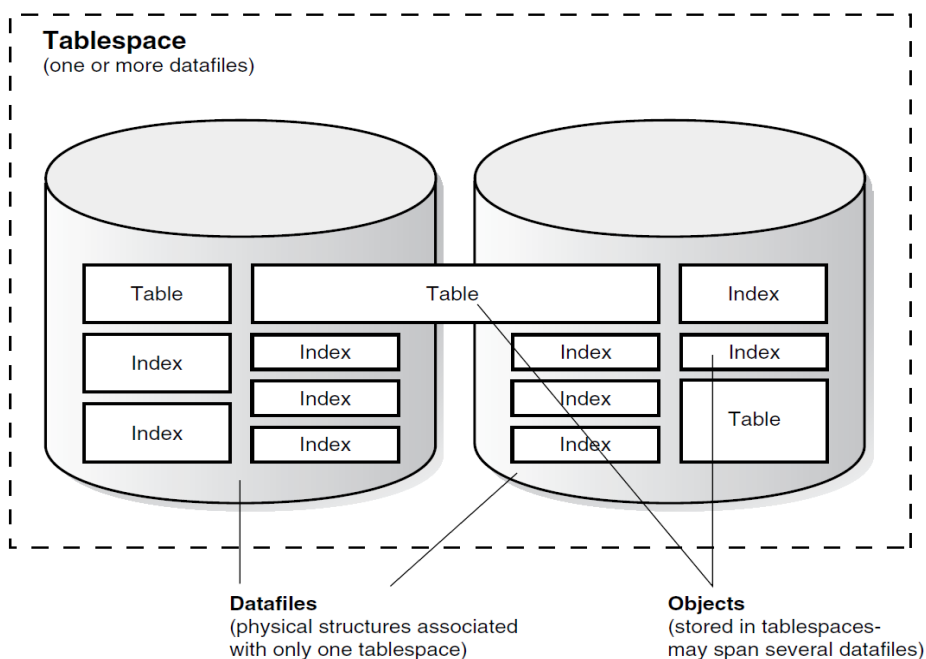 Tablespace
(one or more datafiles)
Table
Table
Index
Index
Index
Index
Index
Index
Index
Index
Table
Index
Index
Index
Datafiles
(physical structures associated
with only one tablespace)
Objects
(stored in tablespaces-
may span several datafiles)